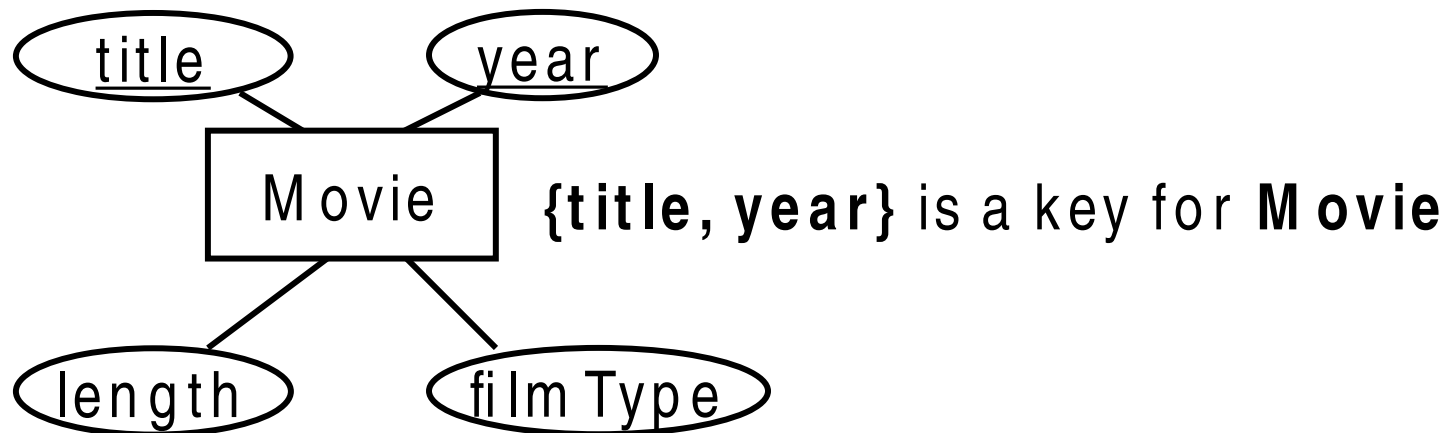 title
year
Movie
{title, year} is a key for Movie
length
filmType